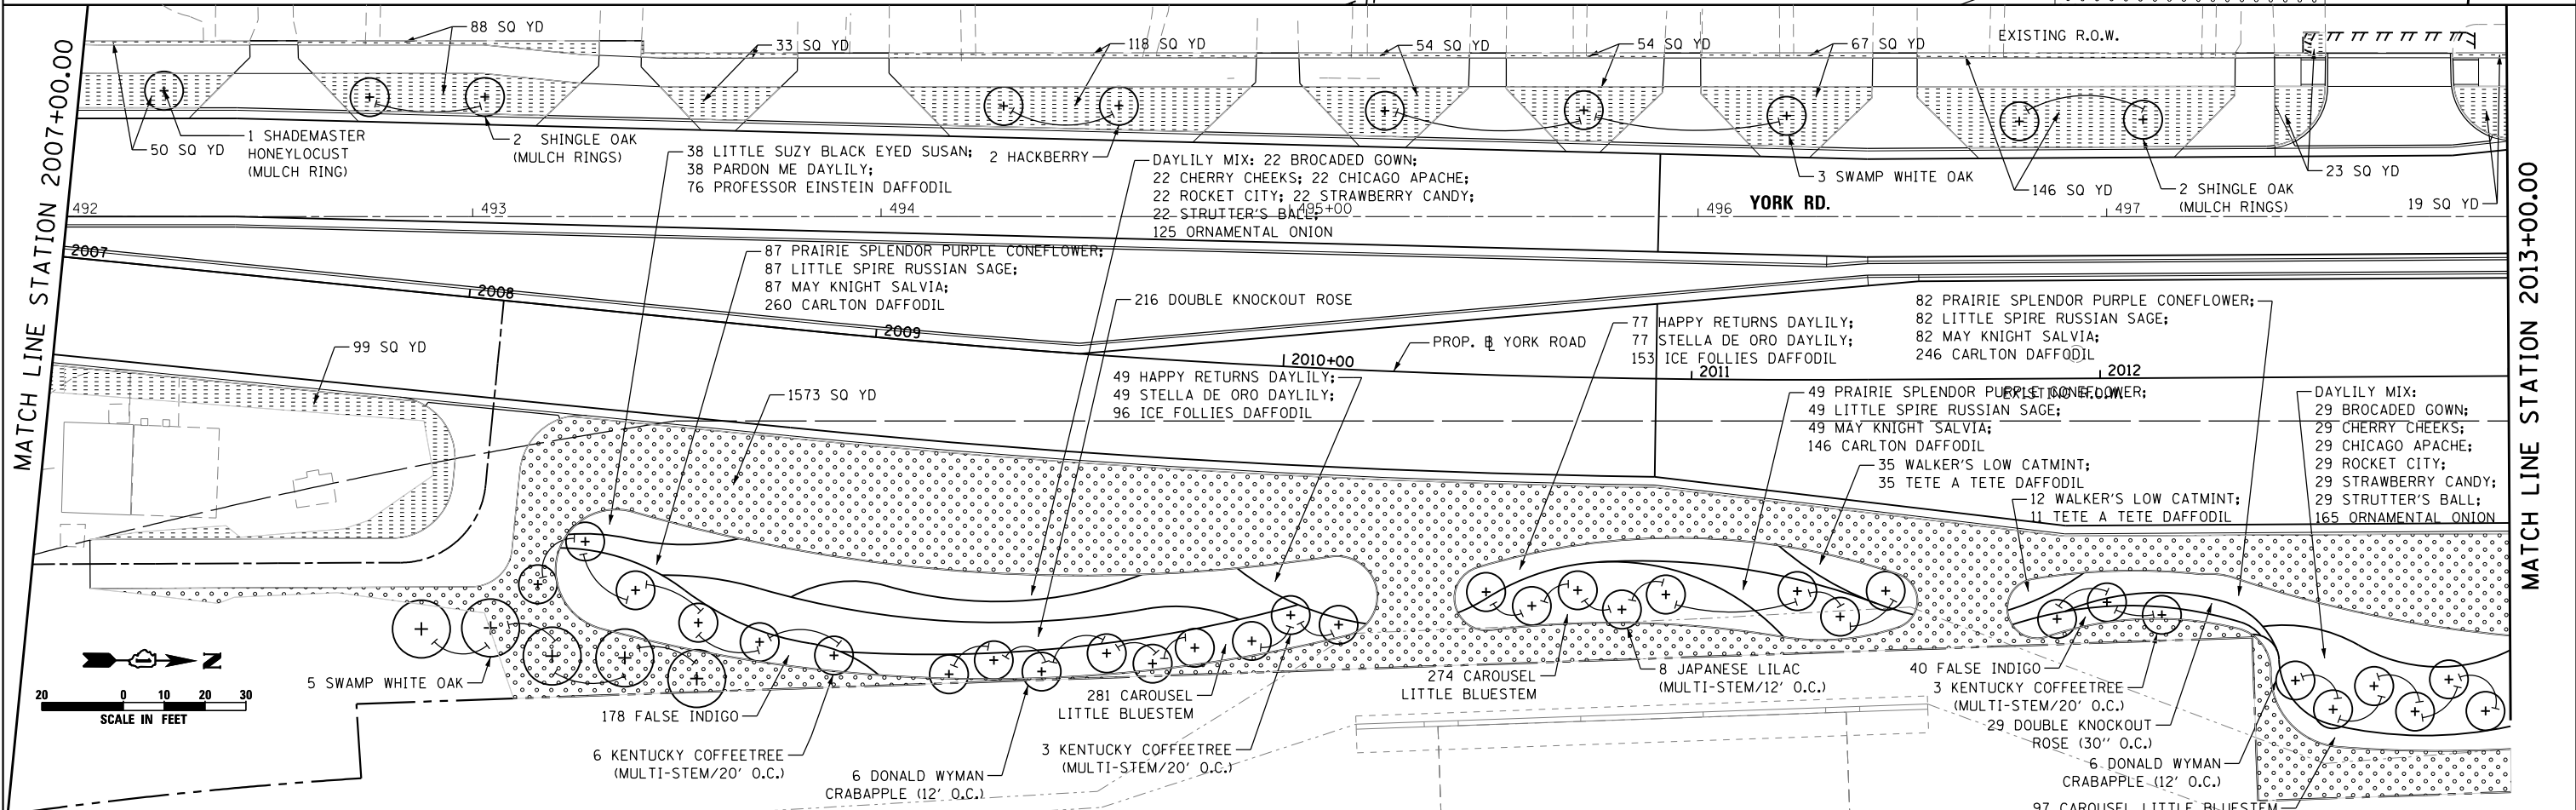 MATCH LINE STATION 2007+00.00
88 SQ YD
33 SQ YD
118 SQ YD
54 SQ YD
54 SQ YD
67 SQ YD
EXISTING R.O.W.
50 SQ YD
1 SHADEMASTER
HONEYLOCUST
(MULCH RING)
2 SHINGLE OAK
(MULCH RINGS)
38 LITTLE SUZY BLACK EYED SUSAN;
38 PARDON ME DAYLILY;
76 PROFESSOR EINSTEIN DAFFODIL
2 HACKBERRY
DAYLILY MIX: 22 BROCADED GOWN;
22 CHERRY CHEEKS; 22 CHICAGO APACHE;
22 ROCKET CITY; 22 STRAWBERRY CANDY;
22 STRUTTER'S BALL;
125 ORNAMENTAL ONION
3 SWAMP WHITE OAK
146 SQ YD
2 SHINGLE OAK
(MULCH RINGS)
23 SQ YD
19 SQ YD
492
493
494
495+00
496
YORK RD.
497
2007
2008
2009
2010+00
2011
2012
87 PRAIRIE SPLENDOR PURPLE CONEFLOWER;
87 LITTLE SPIRE RUSSIAN SAGE;
87 MAY KNIGHT SALVIA;
260 CARLTON DAFFODIL
216 DOUBLE KNOCKOUT ROSE
PROP. BL YORK ROAD
77 HAPPY RETURNS DAYLILY;
77 STELLA DE ORO DAYLILY;
153 ICE FOLLIES DAFFODIL
82 PRAIRIE SPLENDOR PURPLE CONEFLOWER;
82 LITTLE SPIRE RUSSIAN SAGE;
82 MAY KNIGHT SALVIA;
246 CARLTON DAFFODIL
99 SQ YD
1573 SQ YD
49 HAPPY RETURNS DAYLILY;
49 STELLA DE ORO DAYLILY;
96 ICE FOLLIES DAFFODIL
49 PRAIRIE SPLENDOR PURPLE CONEFLOWER;
EXISTING R.O.W.
49 LITTLE SPIRE RUSSIAN SAGE;
49 MAY KNIGHT SALVIA;
146 CARLTON DAFFODIL
35 WALKER'S LOW CATMINT;
35 TETE A TETE DAFFODIL
12 WALKER'S LOW CATMINT;
11 TETE A TETE DAFFODIL
DAYLILY MIX:
29 BROCADED GOWN;
29 CHERRY CHEEKS;
29 CHICAGO APACHE;
29 ROCKET CITY;
29 STRAWBERRY CANDY;
29 STRUTTER'S BALL;
165 ORNAMENTAL ONION
MATCH LINE STATION 2013+00.00
N
20 0 10 20 30
SCALE IN FEET
5 SWAMP WHITE OAK
178 FALSE INDIGO
6 KENTUCKY COFFEETREE
(MULTI-STEM/20' O.C.)
6 DONALD WYMAN
CRABAPPLE (12' O.C.)
281 CAROUSEL
LITTLE BLUESTEM
3 KENTUCKY COFFEETREE
(MULTI-STEM/20' O.C.)
274 CAROUSEL
LITTLE BLUESTEM
8 JAPANESE LILAC
(MULTI-STEM/12' O.C.)
40 FALSE INDIGO
3 KENTUCKY COFFEETREE
(MULTI-STEM/20' O.C.)
29 DOUBLE KNOCKOUT
ROSE (30" O.C.)
6 DONALD WYMAN
CRABAPPLE (12' O.C.)
97 CAROUSEL LITTLE BLUESTEM